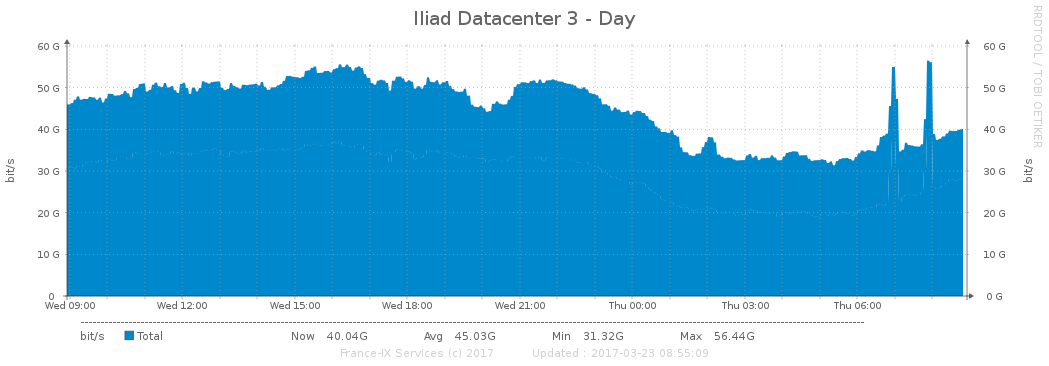 Iliad Datacenter 3 - Day
RRDTOOL / TOBI OETIKER
bit/s
60 G 60 G
50 G 50 G
40 G 40 G
30 G 30 G
20 G 20 G
10 G 10 G
0 0 G
bit/s
Wed 09:00 Wed 12:00 Wed 15:00 Wed 18:00 Wed 21:00 Thu 00:00 Thu 03:00 Thu 06:00
bit/s Total Now 40.04G Avg 45.03G Min 31.32G Max 56.44G
France-IX Services (c) 2017 Updated : 2017-03-23 08:55:09